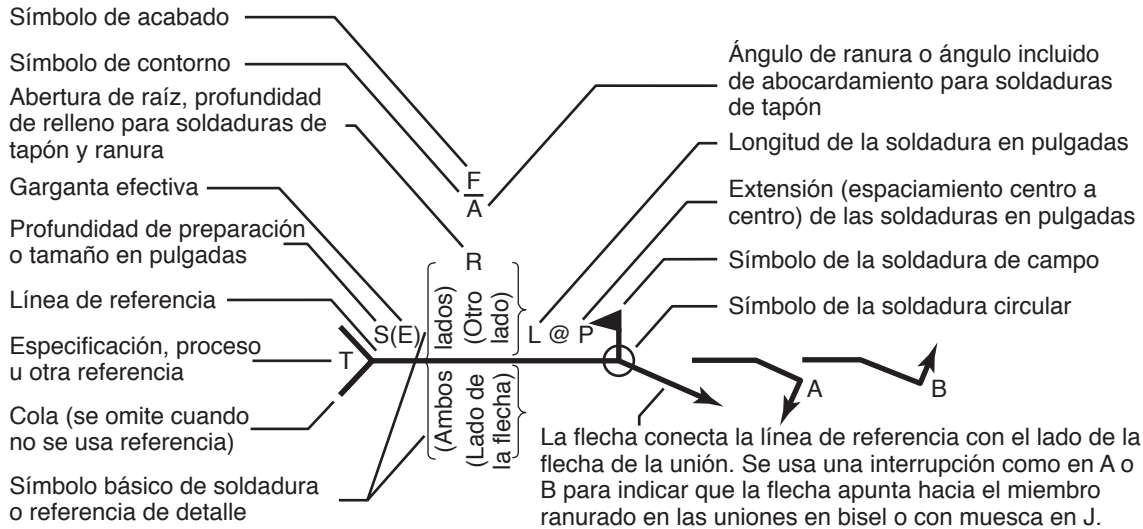 Símbolo de acabado
Símbolo de contorno
Abertura de raíz, profundidad
de relleno para soldaduras de
tapón y ranura
Garganta efectiva
Profundidad de preparación
o tamaño en pulgadas
Línea de referencia
Especificación, proceso
u otra referencia
Cola (se omite cuando
no se usa referencia)
Símbolo básico de soldadura
o referencia de detalle
F
A
R
S(E)
T
(Ambos lados)
(Otro
lado)
(Lado de
la flecha)
L @ P
Ángulo de ranura o ángulo incluido
de abocardamiento para soldaduras
de tapón
Longitud de la soldadura en pulgadas
Extensión (espaciamiento centro a
centro) de las soldaduras en pulgadas
Símbolo de la soldadura de campo
Símbolo de la soldadura circular
A
B
La flecha conecta la línea de referencia con el lado de la
flecha de la unión. Se usa una interrupción como en A o
B para indicar que la flecha apunta hacia el miembro
ranurado en las uniones en bisel o con muesca en J.